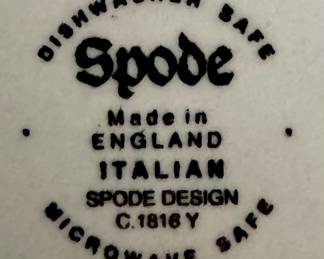 DISHWASHER SAFE
Spode
Made in
ENGLAND
ITALIAN
SPODE DESIGN
C.1816 Y
MICROWAVE SAFE